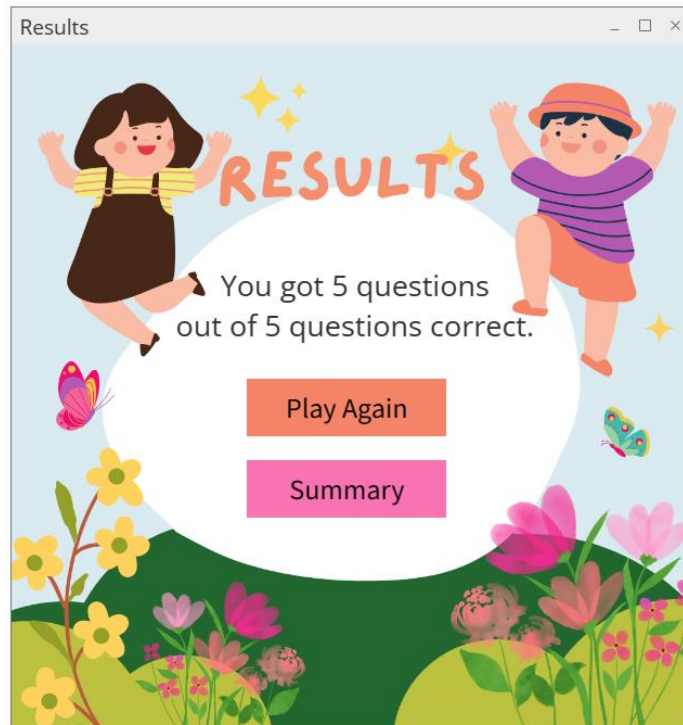 Results
RESULTS
You got 5 questions
out of 5 questions correct.
Play Again
Summary